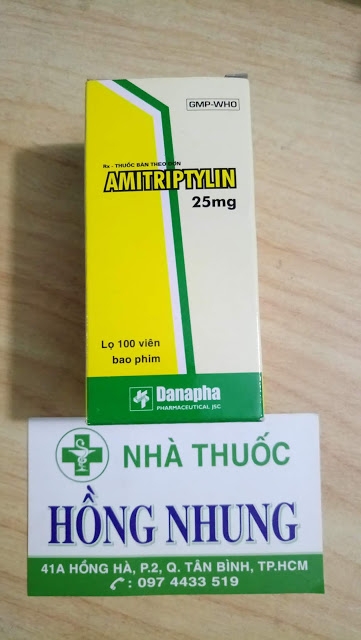 GMP-WHO
Rx - THUỐC BÁN THEO ĐƠN
AMITRIPTYLIN
25mg
Lọ 100 viên
bao phim
Danapha
PHARMACEUTICAL JSC
NHÀ THUỐC
HỒNG NHUNG
41A HỒNG HÀ, P.2, Q. TÂN BÌNH, TP.HCM
: 097 4433 519